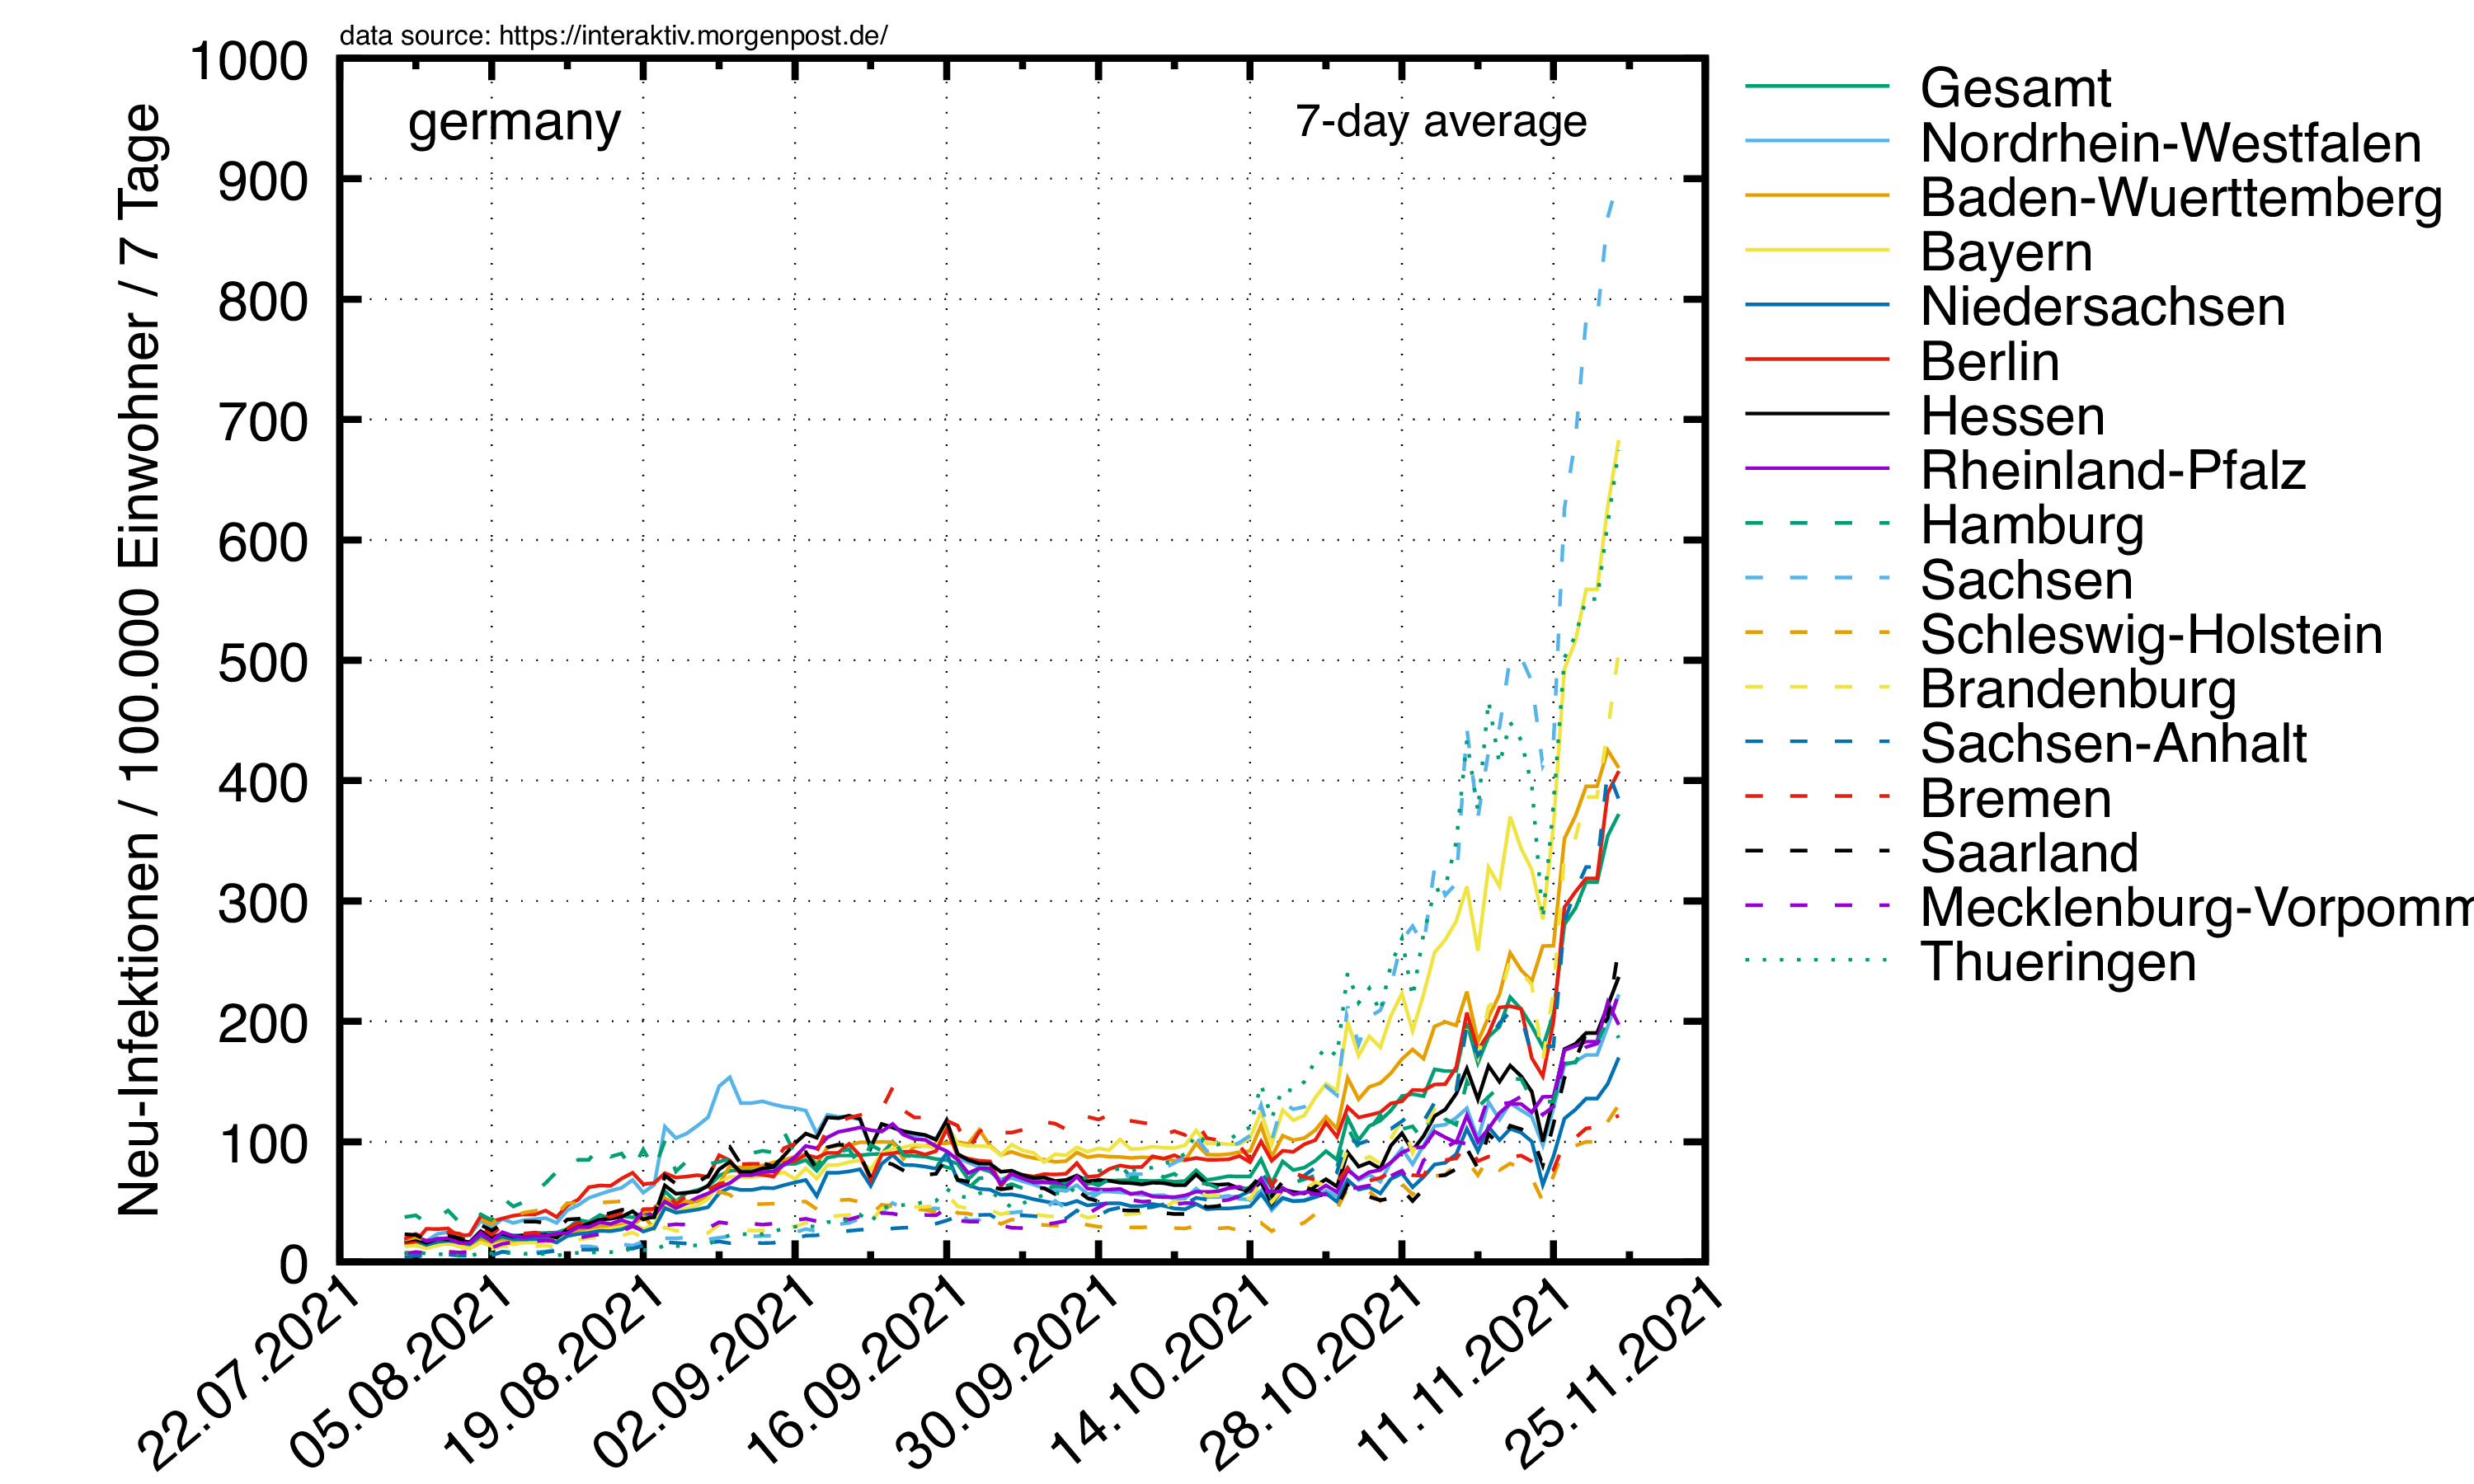 data source: https://interaktiv.morgenpost.de/
germany
7-day average
Neu-Infektionen / 100.000 Einwohner / 7 Tage
1000
900
800
700
600
500
400
300
200
100
0
22.07.2021
05.08.2021
19.08.2021
02.09.2021
16.09.2021
30.09.2021
14.10.2021
28.10.2021
11.11.2021
25.11.2021
Gesamt
Nordrhein-Westfalen
Baden-Wuerttemberg
Bayern
Niedersachsen
Berlin
Hessen
Rheinland-Pfalz
Hamburg
Sachsen
Schleswig-Holstein
Brandenburg
Sachsen-Anhalt
Bremen
Saarland
Mecklenburg-Vorpomm
Thueringen